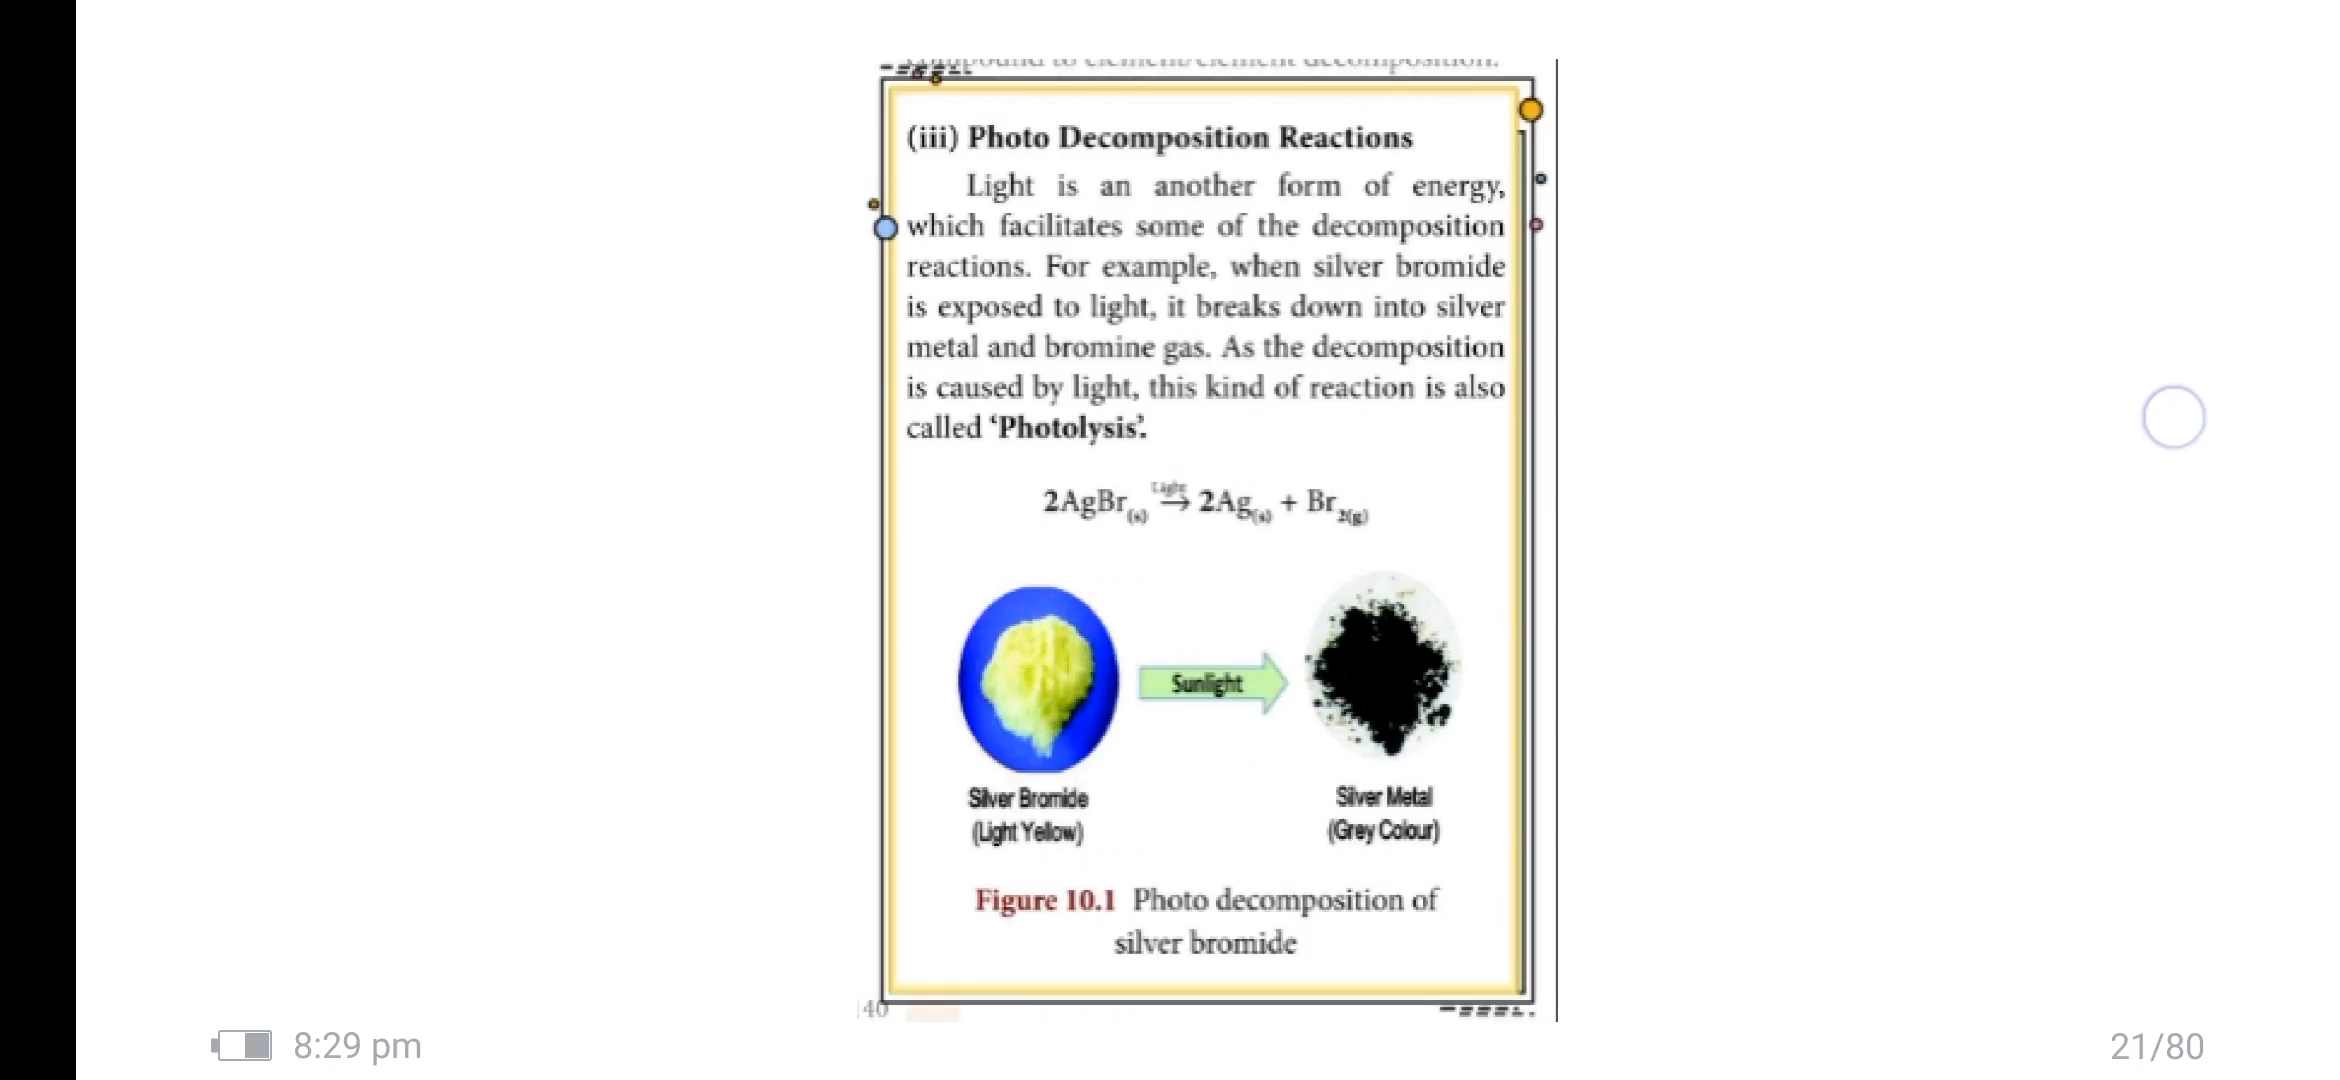 (iii) Photo Decomposition Reactions
Light is an another form of energy,
which facilitates some of the decomposition
reactions. For example, when silver bromide
is exposed to light, it breaks down into silver
metal and bromine gas. As the decomposition
is caused by light, this kind of reaction is also
called ‘Photolysis’.
2AgBr(s) Light → 2Ag(s) + Br2(g)
Sunlight
Silver Bromide
(Light Yellow)
Silver Metal
(Grey Colour)
Figure 10.1 Photo decomposition of
silver bromide
40
8:29 pm
21/80